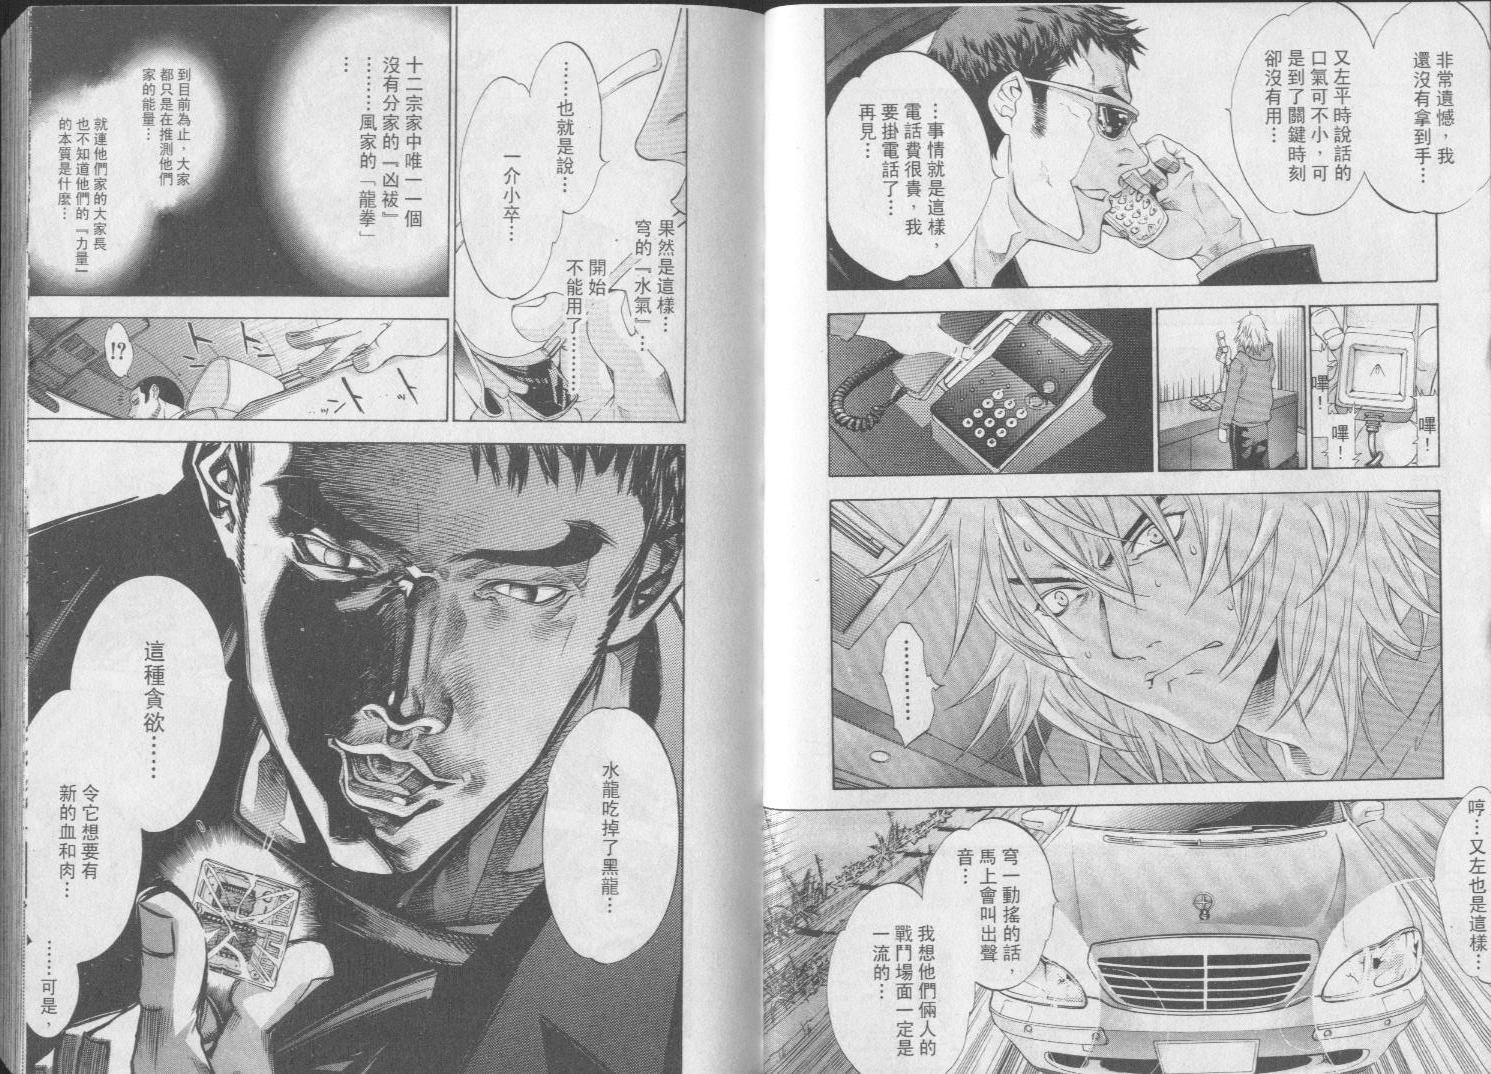 非常遺憾，我
還沒有拿到手…
又左平時說話的
口氣可不小，可
是到了關鍵時刻
卻沒有用…
…事情就是這樣，
電話費很貴，我
要掛電話了…
再見…
嗶！
嗶！
嗶！
…………
哼…又左也是這樣…
穹一動搖的話，
馬上會叫出聲
音…
我想他們倆人的
戰鬥場面一定是
一流的…
果然是這樣…
穹的『水氣』…
開始
不能用了…………
……也就是說…
一介小卒…
十二宗家中唯一一個
沒有分家的『凶祓』
…………風家的「龍拳」
…
到目前為止，大家
都只是在推測他們
家的能量…
就連他們家的大家長
也不知道他們的『力量』
的本質是什麼…
!?
水龍吃掉了黑龍…
這種貪欲……
令它想要有
新的血和肉…
……可是，